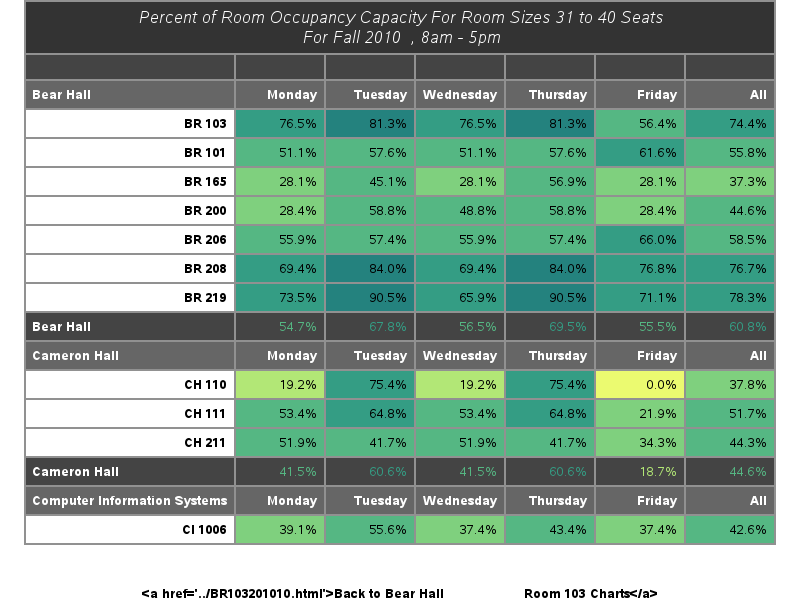 Percent of Room Occupancy Capacity For Room Sizes 31 to 40 Seats
For Fall 2010 , 8am - 5pm
Bear Hall Monday Tuesday Wednesday Thursday Friday All
BR 103 76.5% 81.3% 76.5% 81.3% 56.4% 74.4%
BR 101 51.1% 57.6% 51.1% 57.6% 61.6% 55.8%
BR 165 28.1% 45.1% 28.1% 56.9% 28.1% 37.3%
BR 200 28.4% 58.8% 48.8% 58.8% 28.4% 44.6%
BR 206 55.9% 57.4% 55.9% 57.4% 66.0% 58.5%
BR 208 69.4% 84.0% 69.4% 84.0% 76.8% 76.7%
BR 219 73.5% 90.5% 65.9% 90.5% 71.1% 78.3%
Bear Hall 54.7% 67.8% 56.5% 69.5% 55.5% 60.8%
Cameron Hall Monday Tuesday Wednesday Thursday Friday All
CH 110 19.2% 75.4% 19.2% 75.4% 0.0% 37.8%
CH 111 53.4% 64.8% 53.4% 64.8% 21.9% 51.7%
CH 211 51.9% 41.7% 51.9% 41.7% 34.3% 44.3%
Cameron Hall 41.5% 60.6% 41.5% 60.6% 18.7% 44.6%
Computer Information Systems Monday Tuesday Wednesday Thursday Friday All
CI 1006 39.1% 55.6% 37.4% 43.4% 37.4% 42.6%
<a href='../BR103201010.html'>Back to Bear Hall Room 103 Charts</a>